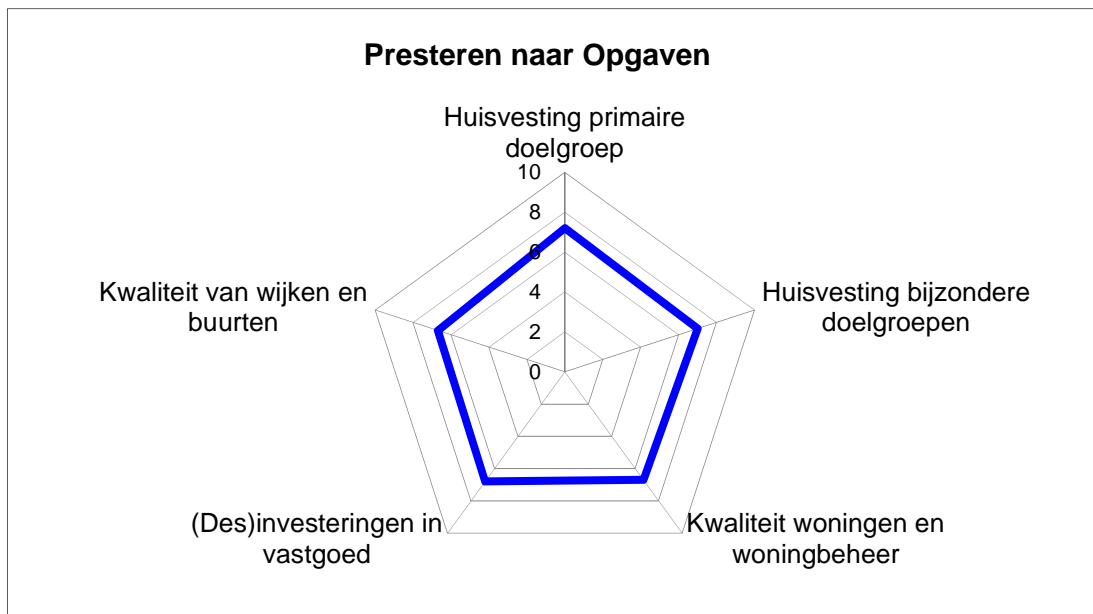 Presteren naar Opgaven
Huisvesting primaire
doelgroep
10
8
6
4
2
0
Huisvesting bijzondere
doelgroepen
Kwaliteit woningen en
woningbeheer
(Des)investeringen in
vastgoed
Kwaliteit van wijken en
buurten